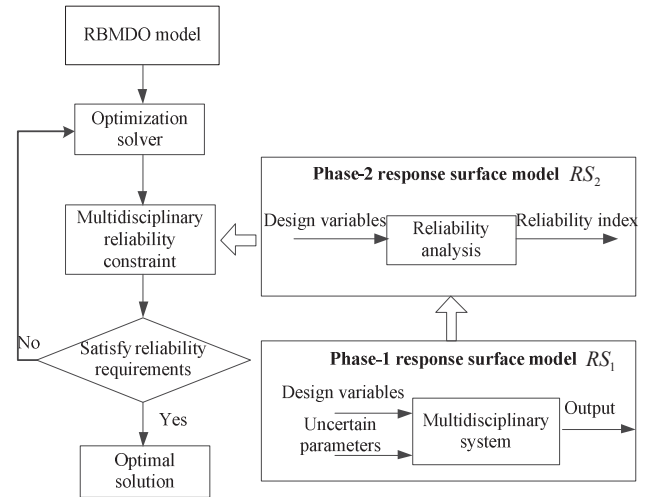 RBMDO model
Optimization
solver
Multidisciplinary
reliability
constraint
No
Satisfy reliability
requirements
Yes
Optimal
solution
Phase-2 response surface model RS₂
Design variables
Reliability
analysis
Reliability index
Phase-1 response surface model RS₁
Design variables
Uncertain
parameters
Multidisciplinary
system
Output